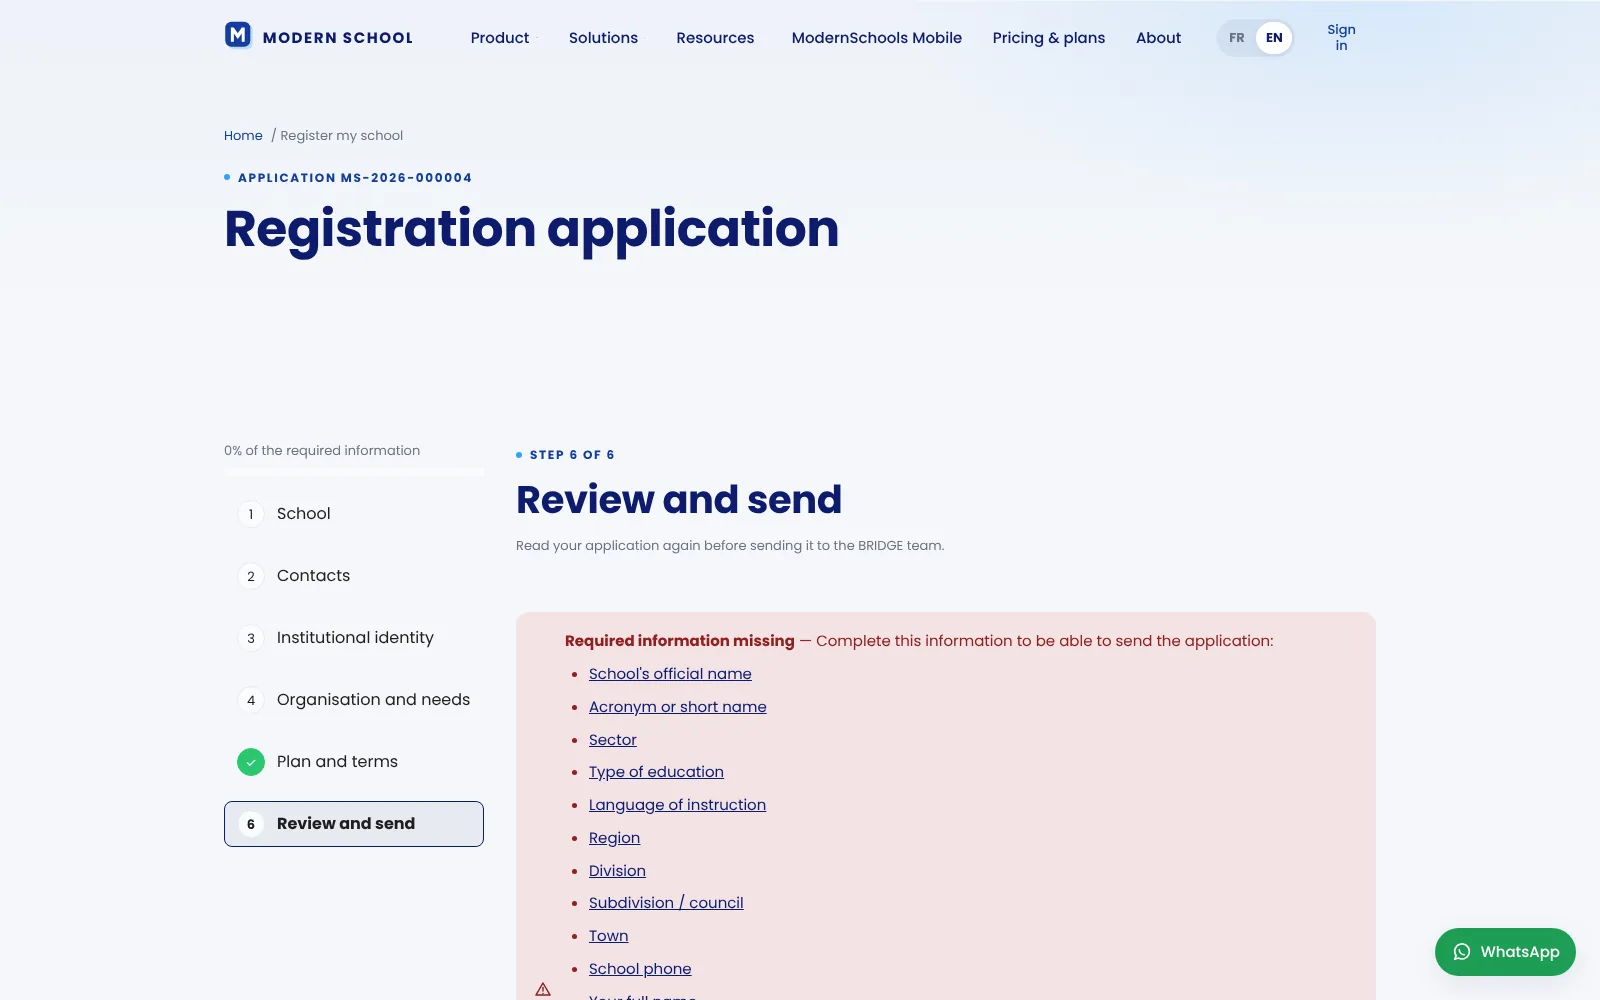 M MODERN SCHOOL
Product
Solutions
Resources
ModernSchools Mobile
Pricing & plans
About
FR
EN
Sign in
Home / Register my school
APPLICATION MS-2026-000004
Registration application
0% of the required information
1 School
2 Contacts
3 Institutional identity
4 Organisation and needs
Plan and terms
6 Review and send
STEP 6 OF 6
Review and send
Read your application again before sending it to the BRIDGE team.
Required information missing — Complete this information to be able to send the application:
School's official name
Acronym or short name
Sector
Type of education
Language of instruction
Region
Division
Subdivision / council
Town
School phone
Your full name
WhatsApp